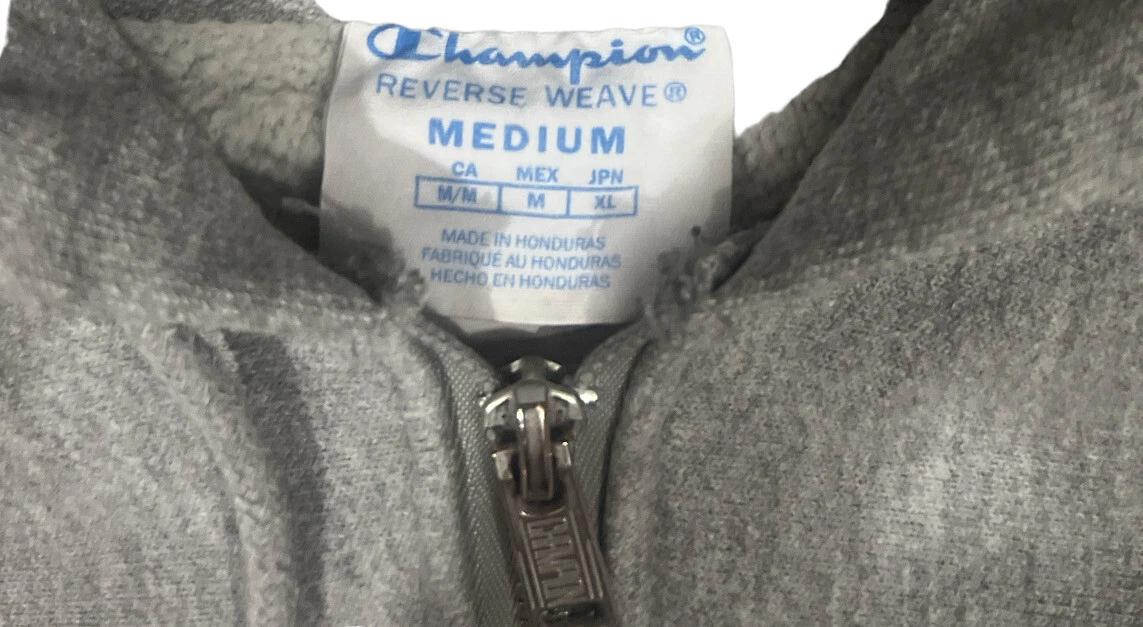 Champion®
REVERSE WEAVE®
MEDIUM
CA MEX JPN
M/M M XL
MADE IN HONDURAS
FABRIQUÉ AU HONDURAS
HECHO EN HONDURAS